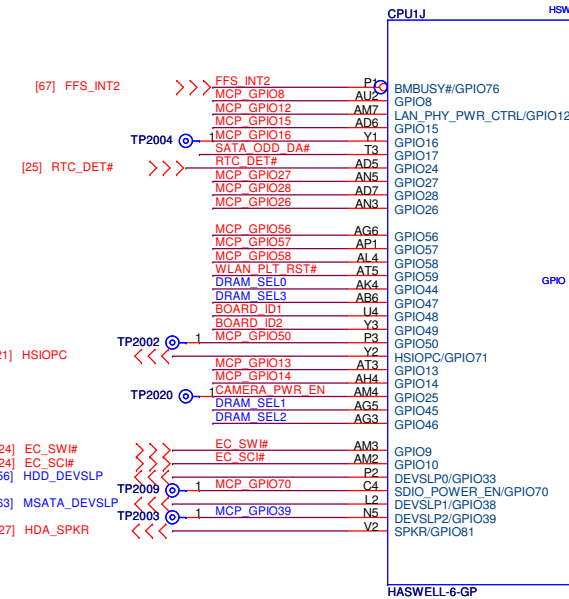 CPU1J HSW
[67] FFS_INT2 FFS_INT2 P1 BMBUSY#/GPIO76
MCP_GPIO8 AU2 GPIO8
MCP_GPIO12 AM7 LAN_PHY_PWR_CTRL/GPIO12
MCP_GPIO15 AD6 GPIO15
TP2004 1 MCP_GPIO16 Y1 GPIO16
SATA_ODD_DA# T3 GPIO17
[25] RTC_DET# RTC_DET# AD5 GPIO24
MCP_GPIO27 AN5 GPIO27
MCP_GPIO28 AD7 GPIO28
MCP_GPIO26 AN3 GPIO26
MCP_GPIO56 AG6 GPIO56
MCP_GPIO57 AP1 GPIO57
MCP_GPIO58 AL4 GPIO58
WLAN_PLT_RST# AT5 GPIO59
DRAM_SEL0 AK4 GPIO44 GPIO
DRAM_SEL3 AB6 GPIO47
BOARD_ID1 U4 GPIO48
BOARD_ID2 Y3 GPIO49
TP2002 1 MCP_GPIO50 P3 GPIO50
21] HSIOPC Y2 HSIOPC/GPIO71
MCP_GPIO13 AT3 GPIO13
MCP_GPIO14 AH4 GPIO14
TP2020 1 CAMERA_PWR_EN AM4 GPIO25
DRAM_SEL1 AG5 GPIO45
DRAM_SEL2 AG3 GPIO46
24] EC_SWI# EC_SWI# AM3 GPIO9
24] EC_SCI# EC_SCI# AM2 GPIO10
56] HDD_DEVSLP P2 DEVSLP0/GPIO33
TP2009 1 MCP_GPIO70 C4 SDIO_POWER_EN/GPIO70
63] MSATA_DEVSLP L2 DEVSLP1/GPIO38
TP2003 1 MCP_GPIO39 N5 DEVSLP2/GPIO39
27] HDA_SPKR V2 SPKR/GPIO81
HASWELL-6-GP